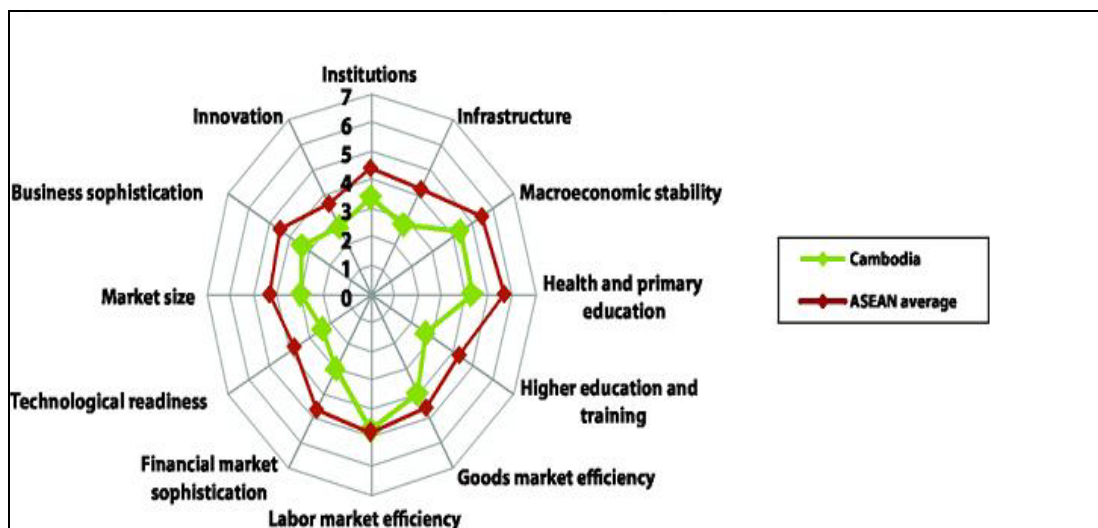 Institutions
7
6
5
4
3
2
1
0
Infrastructure
Macroeconomic stability
Health and primary
education
Higher education and
training
Goods market efficiency
Labor market efficiency
Financial market
sophistication
Technological readiness
Market size
Business sophistication
Innovation
Cambodia
ASEAN average